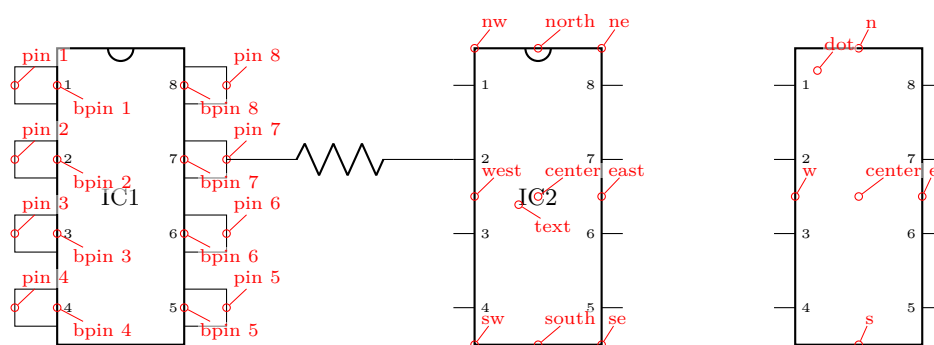 nw north ne n
pin 1 pin 8 dot
1 8 1 8 1 8
bpin 1 bpin 8
pin 2 pin 7
2 7 2 7 2 7
bpin 2 bpin 7 west center east w center e
IC1 IC2
pin 3 pin 6 text
3 6 3 6 3 6
bpin 3 bpin 6
pin 4 pin 5
4 5 4 5 4 5
bpin 4 bpin 5 sw south se s